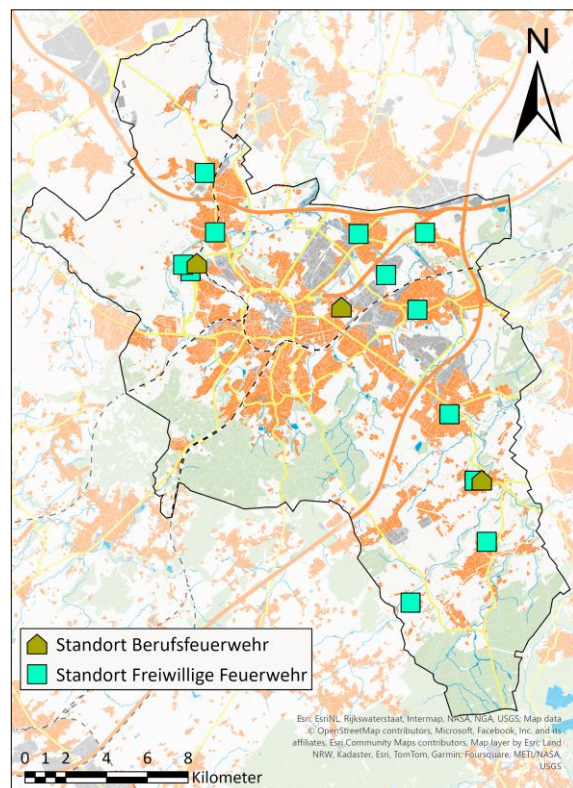 N
Standort Berufsfeuerwehr
Standort Freiwillige Feuerwehr
Esri, EsriNL, Rijkswaterstaat, Intermap, NASA, NGA, USGS; Map data
© OpenStreetMap contributors, Microsoft, Facebook, Inc. and its
affiliates, Esri Community Maps contributors, Map layer by Esri; Land
NRW, Kadaster, Esri, TomTom, Garmin, Foursquare, METI/NASA,
USGS
0 1 2 4 6 8
Kilometer